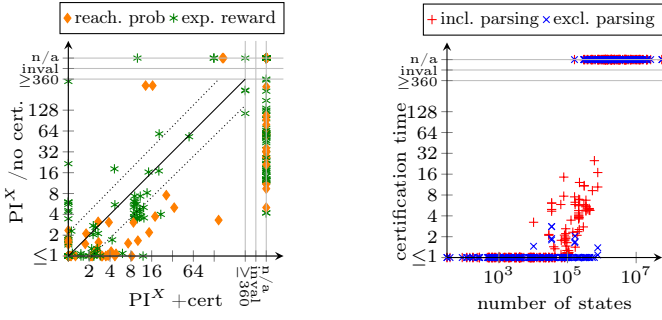 reach. prob exp. reward
n/a
inval
≥360
128
64
32
16
8
4
2
≤1
PI^X /no cert.
2 4 8 16 64 ≥360 inval n/a
PI^X +cert
incl. parsing excl. parsing
n/a
inval
≥360
128
64
32
16
8
4
2
≤1
certification time
10^3 10^5 10^7
number of states